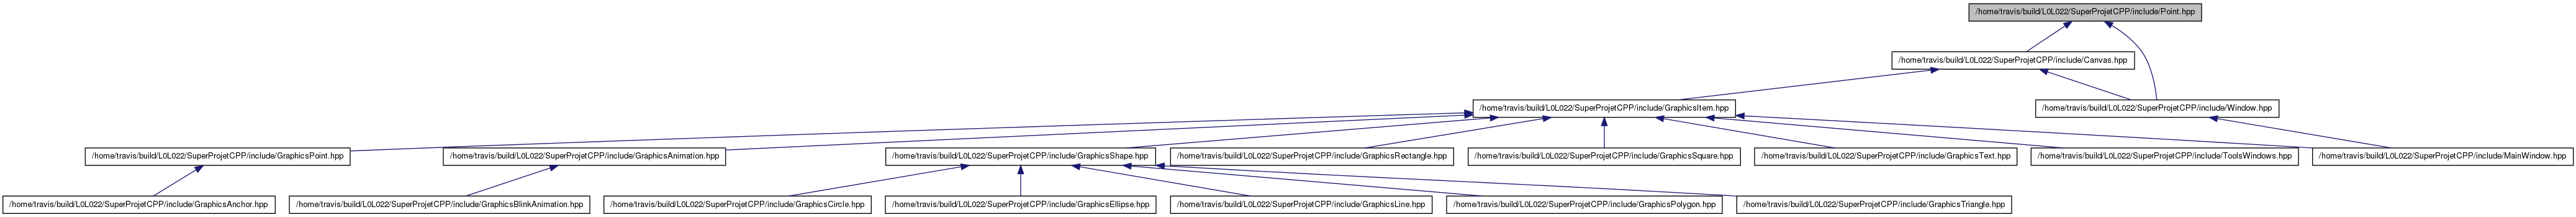 /home/travis/build/L0L022/SuperProjetCPP/include/Point.hpp
/home/travis/build/L0L022/SuperProjetCPP/include/Canvas.hpp
/home/travis/build/L0L022/SuperProjetCPP/include/GraphicsItem.hpp
/home/travis/build/L0L022/SuperProjetCPP/include/Window.hpp
/home/travis/build/L0L022/SuperProjetCPP/include/GraphicsPoint.hpp
/home/travis/build/L0L022/SuperProjetCPP/include/GraphicsAnimation.hpp
/home/travis/build/L0L022/SuperProjetCPP/include/GraphicsShape.hpp
/home/travis/build/L0L022/SuperProjetCPP/include/GraphicsRectangle.hpp
/home/travis/build/L0L022/SuperProjetCPP/include/GraphicsSquare.hpp
/home/travis/build/L0L022/SuperProjetCPP/include/GraphicsText.hpp
/home/travis/build/L0L022/SuperProjetCPP/include/ToolsWindows.hpp
/home/travis/build/L0L022/SuperProjetCPP/include/MainWindow.hpp
/home/travis/build/L0L022/SuperProjetCPP/include/GraphicsAnchor.hpp
/home/travis/build/L0L022/SuperProjetCPP/include/GraphicsBlinkAnimation.hpp
/home/travis/build/L0L022/SuperProjetCPP/include/GraphicsCircle.hpp
/home/travis/build/L0L022/SuperProjetCPP/include/GraphicsEllipse.hpp
/home/travis/build/L0L022/SuperProjetCPP/include/GraphicsLine.hpp
/home/travis/build/L0L022/SuperProjetCPP/include/GraphicsPolygon.hpp
/home/travis/build/L0L022/SuperProjetCPP/include/GraphicsTriangle.hpp